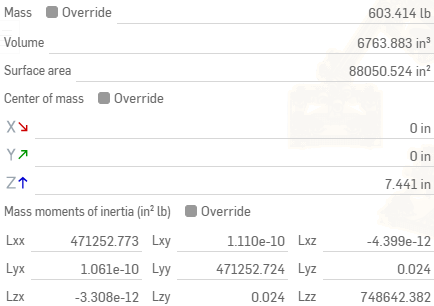 Mass Override 603.414 lb
Volume 6763.883 in³
Surface area 88050.524 in²
Center of mass Override
X 0 in
Y 0 in
Z 7.441 in
Mass moments of inertia (in² lb) Override
Lxx 471252.773 Lxy 1.110e-10 Lxz -4.399e-12
Lyx 1.061e-10 Lyy 471252.724 Lyz 0.024
Lzx -3.308e-12 Lzy 0.024 Lzz 748642.382